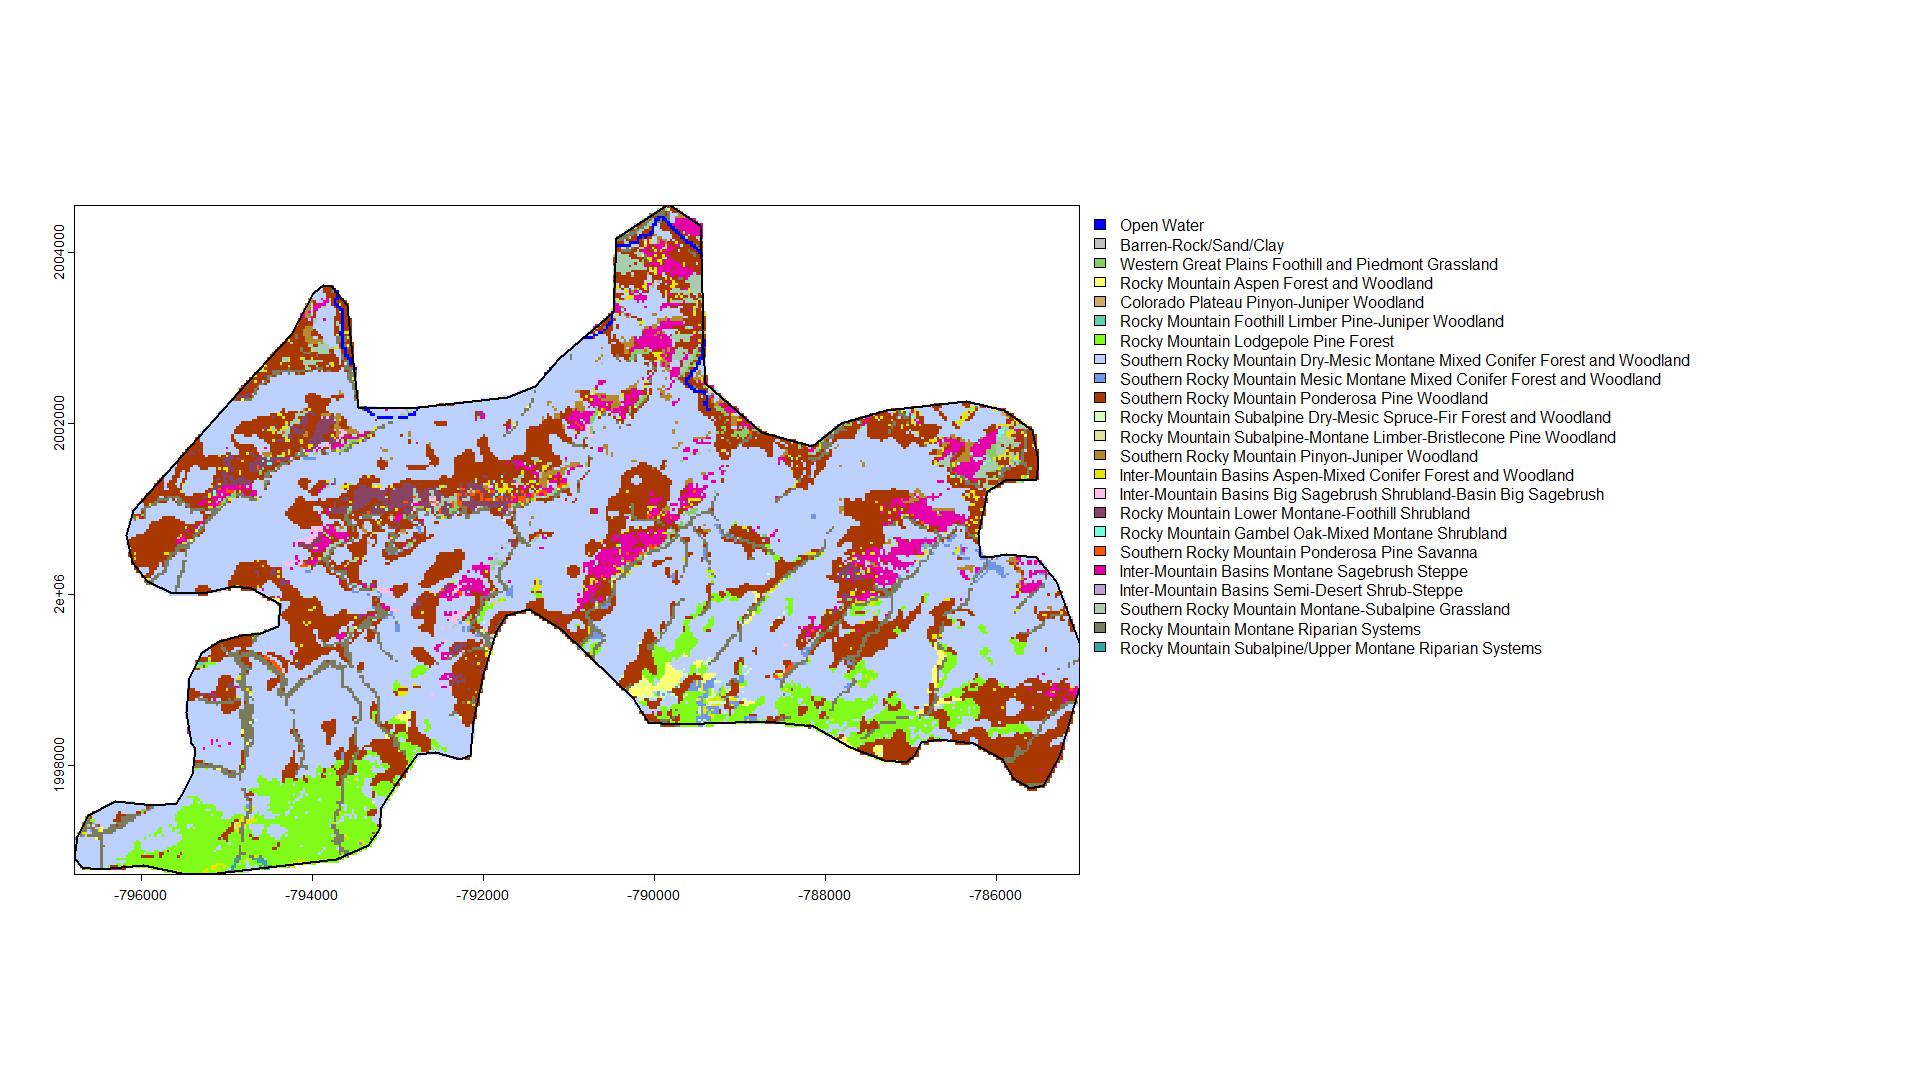 2004000
2002000
2e+06
1998000
-796000
-794000
-792000
-790000
-788000
-786000
Open Water
Barren-Rock/Sand/Clay
Western Great Plains Foothill and Piedmont Grassland
Rocky Mountain Aspen Forest and Woodland
Colorado Plateau Pinyon-Juniper Woodland
Rocky Mountain Foothill Limber Pine-Juniper Woodland
Rocky Mountain Lodgepole Pine Forest
Southern Rocky Mountain Dry-Mesic Montane Mixed Conifer Forest and Woodland
Southern Rocky Mountain Mesic Montane Mixed Conifer Forest and Woodland
Southern Rocky Mountain Ponderosa Pine Woodland
Rocky Mountain Subalpine Dry-Mesic Spruce-Fir Forest and Woodland
Rocky Mountain Subalpine-Montane Limber-Bristlecone Pine Woodland
Southern Rocky Mountain Pinyon-Juniper Woodland
Inter-Mountain Basins Aspen-Mixed Conifer Forest and Woodland
Inter-Mountain Basins Big Sagebrush Shrubland-Basin Big Sagebrush
Rocky Mountain Lower Montane-Foothill Shrubland
Rocky Mountain Gambel Oak-Mixed Montane Shrubland
Southern Rocky Mountain Ponderosa Pine Savanna
Inter-Mountain Basins Montane Sagebrush Steppe
Inter-Mountain Basins Semi-Desert Shrub-Steppe
Southern Rocky Mountain Montane-Subalpine Grassland
Rocky Mountain Montane Riparian Systems
Rocky Mountain Subalpine/Upper Montane Riparian Systems